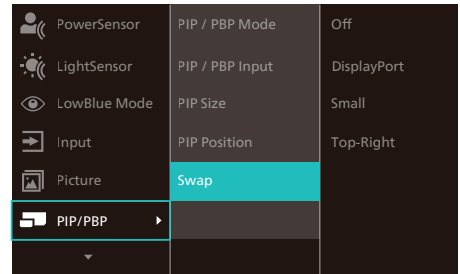 PowerSensor PIP / PBP Mode Off
LightSensor PIP / PBP Input DisplayPort
LowBlue Mode PIP Size Small
Input PIP Position Top-Right
Picture Swap
PIP/PBP